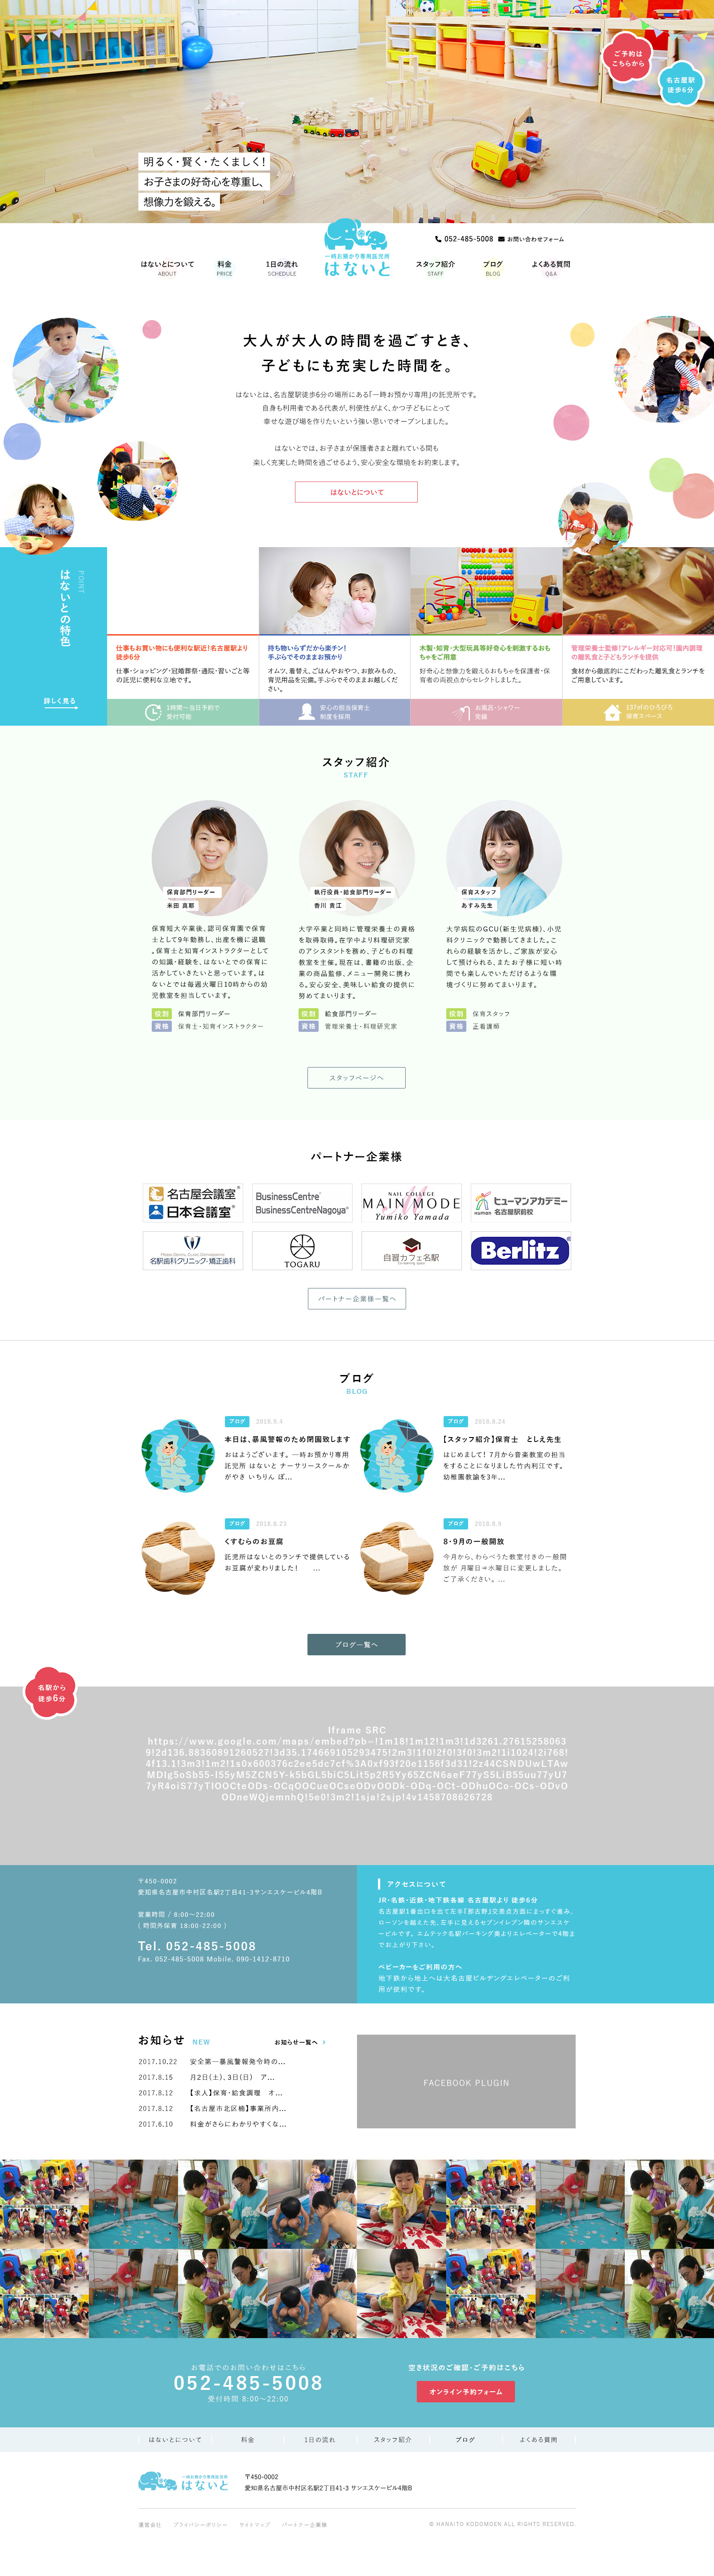 ご予約は
こちらから
名古屋駅
徒歩6分
明るく・賢く・たくましく！
お子さまの好奇心を尊重し、
想像力を鍛える。
052-485-5008 お問い合わせフォーム
一時お預かり専用託児所
はないと
はないとについて 料金 1日の流れ スタッフ紹介 ブログ よくある質問
ABOUT PRICE SCHEDULE STAFF BLOG Q&A
大人が大人の時間を過ごすとき、
子どもにも充実した時間を。
はないとは、名古屋駅徒歩6分の場所にある「一時お預かり専用」の託児所です。
自身も利用者である代表が、利便性がよく、かつ子どもにとって
幸せな遊び場を作りたいという強い思いでオープンしました。
はないとでは、お子さまが保護者さまと離れている間も
楽しく充実した時間を過ごせるよう、安心安全な環境をお約束します。
はないとについて
POINT
はないとの特色
詳しく見る
仕事もお買い物にも便利な駅近！名古屋駅より
徒歩6分
仕事・ショッピング・冠婚葬祭・通院・習いごと等
の託児に便利な立地です。
1時間〜当日予約で
受付可能
持ち物いらずだから楽チン！
手ぶらでそのままお預かり
オムツ、着替え、ごはんやおやつ、お飲みもの、
育児用品を完備。手ぶらでそのままお越しくだ
さい。
安心の担当保育士
制度を採用
木製・知育・大型玩具等好奇心を刺激するおも
ちゃをご用意
好奇心と想像力を鍛えるおもちゃを保護者・保
育者の両視点からセレクトしました。
お風呂・シャワー
完備
管理栄養士監修！アレルギー対応可！園内調理
の離乳食と子どもランチを提供
食材から徹底的にこだわった離乳食とランチを
ご用意しています。
137㎡のひろびろ
保育スペース
スタッフ紹介
STAFF
保育部門リーダー
米田 真耶
保育短大卒業後、認可保育園で保育
士として9年勤務し、出産を機に退職
。保育士と知育インストラクターとして
の知識・経験を、はないとでの保育に
活かしていきたいと思っています。は
ないとでは毎週火曜日10時からの幼
児教室を担当しています。
役割 保育部門リーダー
資格 保育士・知育インストラクター
執行役員・給食部門リーダー
香川 貴江
大学卒業と同時に管理栄養士の資格
を取得取得。在学中より料理研究家
のアシスタントを務め、子どもの料理
教室を主催。現在は、書籍の出版、企
業の商品監修、メニュー開発に携わ
る。安心安全、美味しい給食の提供に
努めてまいります。
役割 給食部門リーダー
資格 管理栄養士・料理研究家
保育スタッフ
あすみ先生
大学病院のGCU(新生児病棟)、小児
科クリニックで勤務してきました。こ
れらの経験を活かし、ご家族が安心
して預けられる、またお子様に短い時
間でも楽しんでいただけるような環
境づくりに努めてまいります。
役割 保育スタッフ
資格 正看護師
スタッフページへ
パートナー企業様
名古屋会議室
日本会議室
BusinessCentre
BusinessCentreNagoya
NAIL COLLEGE
MAIN MODE
Yumiko Yamada
ヒューマンアカデミー
名古屋駅前校
名駅歯科クリニック・矯正歯科
TOGARU
自習カフェ名駅
Co-learning space
Berlitz
パートナー企業様一覧へ
ブログ
BLOG
ブログ 2018.9.4
本日は、暴風警報のため閉園致します
おはようございます。 一時お預かり専用
託児所 はないと ナーサリースクールか
がやき いちりん ぽ...
ブログ 2018.8.24
【スタッフ紹介】保育士　としえ先生
はじめまして！ 7月から音楽教室の担当
をすることになりました竹内利江です。
幼稚園教諭を3年...
ブログ 2018.8.23
くすむらのお豆腐
託児所はないとのランチで提供している
お豆腐が変わりました！　...
ブログ 2018.8.9
8・9月の一般開放
今月から、わらべうた教室付きの一般開
放が 月曜日⇒水曜日に変更しました。
ご了承ください。 ...
ブログ一覧へ
名駅から
徒歩6分
Iframe SRC
〒450-0002
愛知県名古屋市中村区名駅2丁目41-3サンエスケービル4階B
営業時間 / 8:00〜22:00
( 時間外保育 18:00-22:00 )
Tel. 052-485-5008
Fax. 052-485-5008 Mobile. 090-1412-8710
アクセスについて
JR・名鉄・近鉄・地下鉄各線 名古屋駅より 徒歩6分
名古屋駅1番出口を出て左手「那古野」交差点方面にまっすぐ進み、
ローソンを越えた先、左手に見えるセブンイレブン隣のサンエスケ
ービルです。 エムテック名駅パーキング奥よりエレベーターで4階ま
でお上がり下さい。
ベビーカーをご利用の方へ
地下鉄から地上へは大名古屋ビルヂングエレベーターのご利
用が便利です。
お知らせ NEW お知らせ一覧へ
2017.10.22 安全第一暴風警報発令時の...
2017.8.15 月2日(土)、3日(日)　ア...
2017.8.12 【求人】保育・給食調理　オ...
2017.8.12 【名古屋市北区楠】事業所内...
2017.6.10 料金がさらにわかりやすくな...
FACEBOOK PLUGIN
お電話でのお問い合わせはこちら
052-485-5008
受付時間 8:00〜22:00
空き状況のご確認・ご予約はこちら
オンライン予約フォーム
はないとについて 料金 1日の流れ スタッフ紹介 ブログ よくある質問
一時お預かり専用託児所
はないと
〒450-0002
愛知県名古屋市中村区名駅2丁目41-3 サンエスケービル4階B
運営会社 プライバシーポリシー サイトマップ パートナー企業様
© HANAITO KODOMOEN ALL RIGHTS RESERVED.